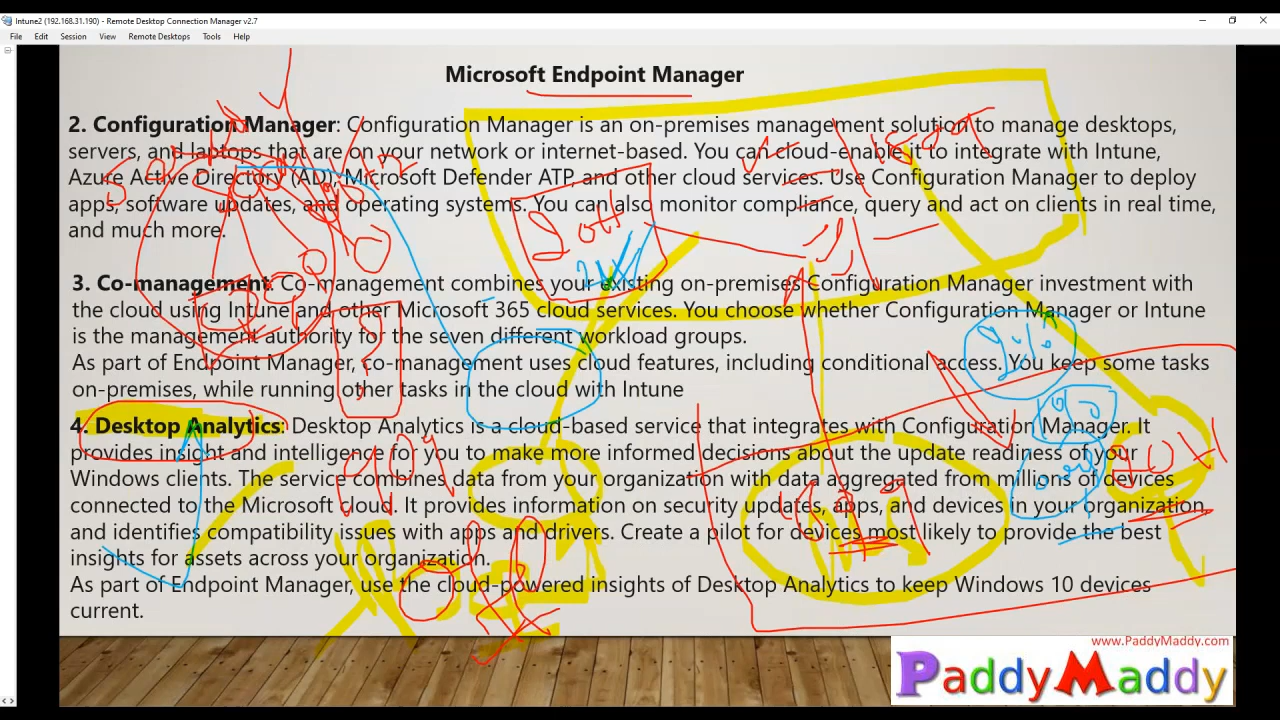 Intune2 (192.168.31.190) - Remote Desktop Connection Manager v2.7
File Edit Session View Remote Desktops Tools Help
Microsoft Endpoint Manager
2. Configuration Manager: Configuration Manager is an on-premises management solution to manage desktops,
servers, and laptops that are on your network or internet-based. You can cloud-enable it to integrate with Intune,
Azure Active Directory (AD), Microsoft Defender ATP, and other cloud services. Use Configuration Manager to deploy
apps, software updates, and operating systems. You can also monitor compliance, query and act on clients in real time,
and much more.
3. Co-management: Co-management combines your existing on-premises Configuration Manager investment with
the cloud using Intune and other Microsoft 365 cloud services. You choose whether Configuration Manager or Intune
is the management authority for the seven different workload groups.
As part of Endpoint Manager, co-management uses cloud features, including conditional access. You keep some tasks
on-premises, while running other tasks in the cloud with Intune
4. Desktop Analytics: Desktop Analytics is a cloud-based service that integrates with Configuration Manager. It
provides insight and intelligence for you to make more informed decisions about the update readiness of your
Windows clients. The service combines data from your organization with data aggregated from millions of devices
connected to the Microsoft cloud. It provides information on security updates, apps, and devices in your organization,
and identifies compatibility issues with apps and drivers. Create a pilot for devices most likely to provide the best
insights for assets across your organization.
As part of Endpoint Manager, use the cloud-powered insights of Desktop Analytics to keep Windows 10 devices
current.
www.PaddyMaddy.com
PaddyMaddy